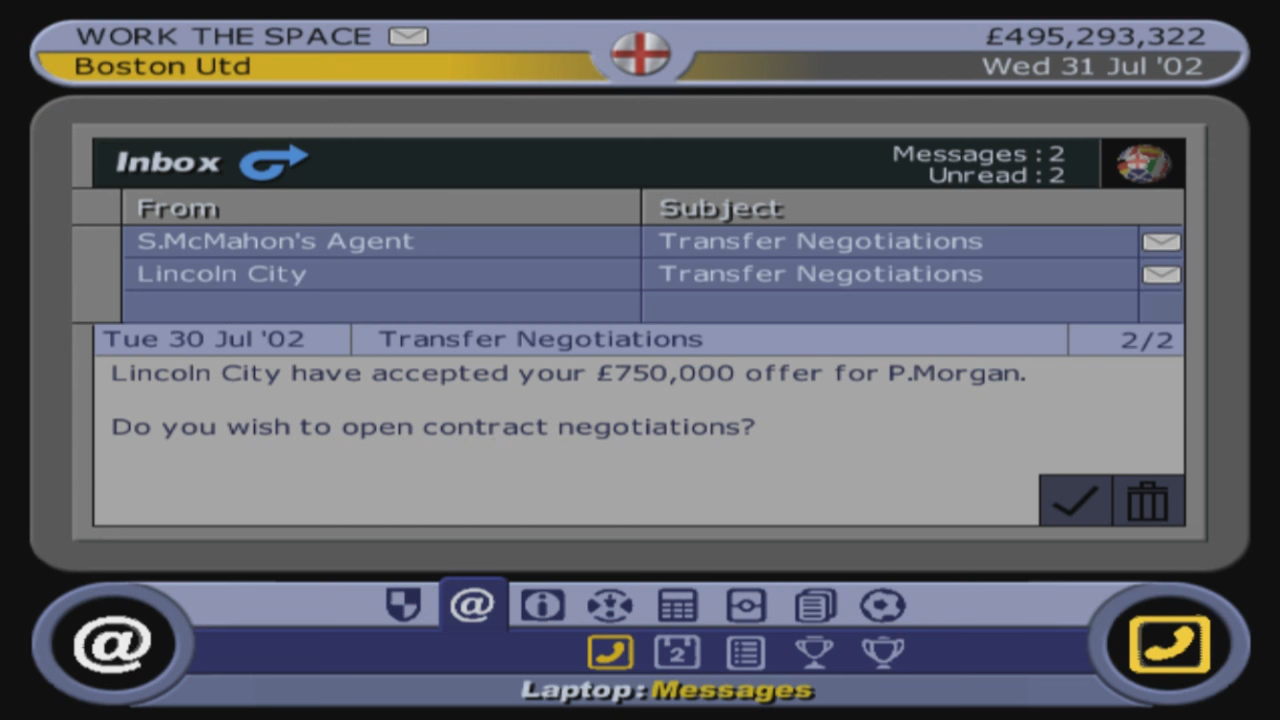 WORK THE SPACE £495,293,322
Boston Utd Wed 31 Jul '02
Inbox Messages : 2
Unread : 2
From Subject
S.McMahon's Agent Transfer Negotiations
Lincoln City Transfer Negotiations
Tue 30 Jul '02 Transfer Negotiations 2/2
Lincoln City have accepted your £750,000 offer for P.Morgan.
Do you wish to open contract negotiations?
@ @
2
Laptop: Messages